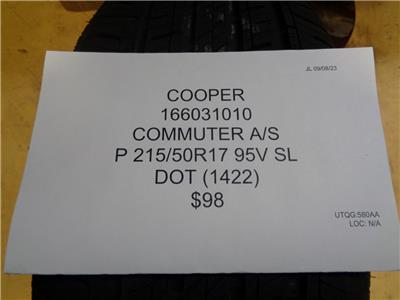 JL 09/08/23
COOPER
166031010
COMMUTER A/S
P 215/50R17 95V SL
DOT (1422)
$98
UTQG:580AA
LOC: N/A